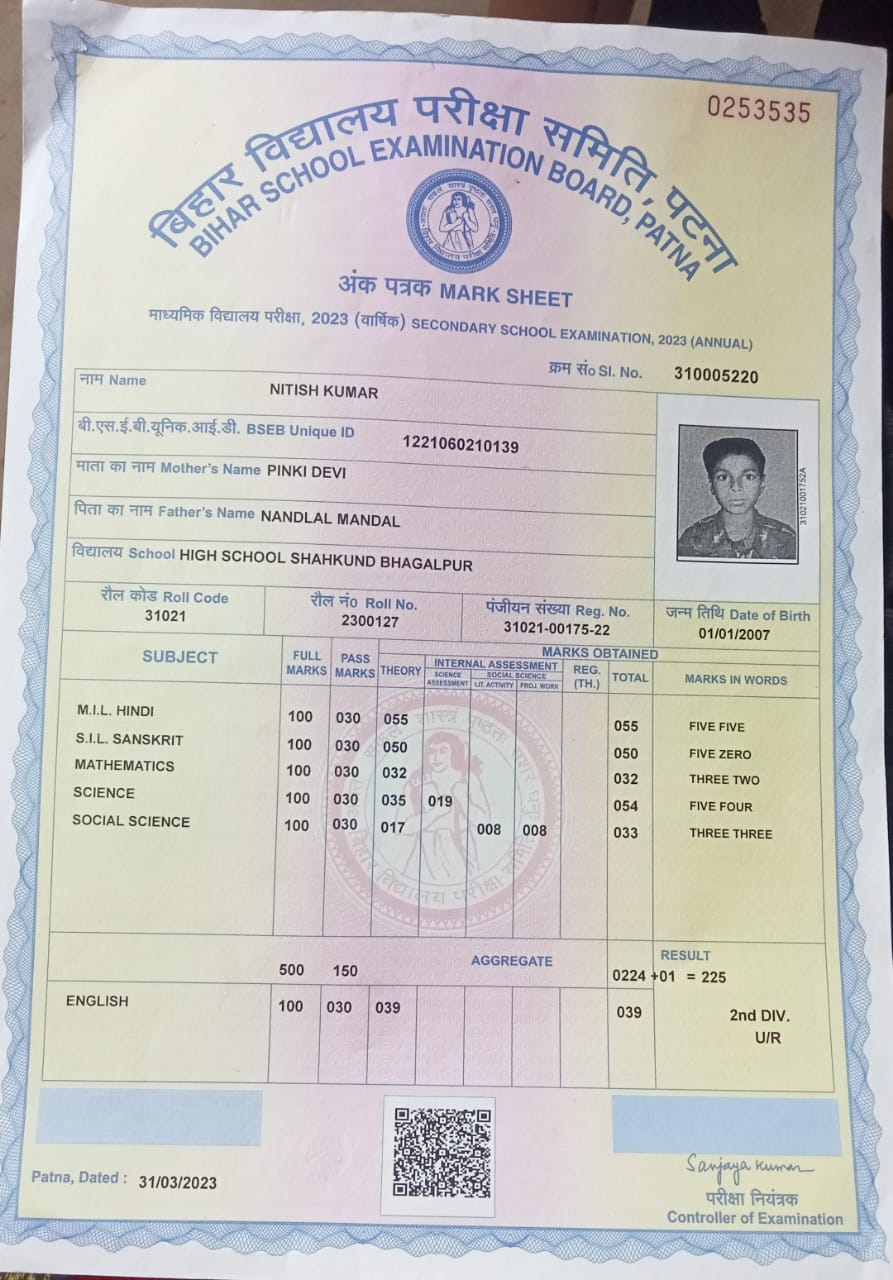 0253535
बिहार विद्यालय परीक्षा समिति, पटना
BIHAR SCHOOL EXAMINATION BOARD, PATNA
अंक पत्रक MARK SHEET
माध्यमिक विद्यालय परीक्षा, 2023 (वार्षिक) SECONDARY SCHOOL EXAMINATION, 2023 (ANNUAL)
क्रम सं० Sl. No. 310005220
नाम Name NITISH KUMAR
बी.एस.ई.बी.यूनिक.आई.डी. BSEB Unique ID 1221060210139
माता का नाम Mother's Name PINKI DEVI
पिता का नाम Father's Name NANDLAL MANDAL
विद्यालय School HIGH SCHOOL SHAHKUND BHAGALPUR
31021001752A
रौल कोड Roll Code रौल नं० Roll No. पंजीयन संख्या Reg. No. जन्म तिथि Date of Birth
31021 2300127 31021-00175-22 01/01/2007
MARKS OBTAINED
SUBJECT FULL MARKS PASS MARKS THEORY INTERNAL ASSESSMENT REG. (TH.) TOTAL MARKS IN WORDS
SCIENCE ASSESSMENT SOCIAL SCIENCE
LIT. ACTIVITY PROJ. WORK
M.I.L. HINDI 100 030 055 055 FIVE FIVE
S.I.L. SANSKRIT 100 030 050 050 FIVE ZERO
MATHEMATICS 100 030 032 032 THREE TWO
SCIENCE 100 030 035 019 054 FIVE FOUR
SOCIAL SCIENCE 100 030 017 008 008 033 THREE THREE
बिहार विद्यालय परीक्षा समिति
500 150 AGGREGATE 0224 +01 = 225
RESULT
ENGLISH 100 030 039 039
2nd DIV.
U/R
Patna, Dated : 31/03/2023
Sanjaya Kumar
परीक्षा नियंत्रक
Controller of Examination